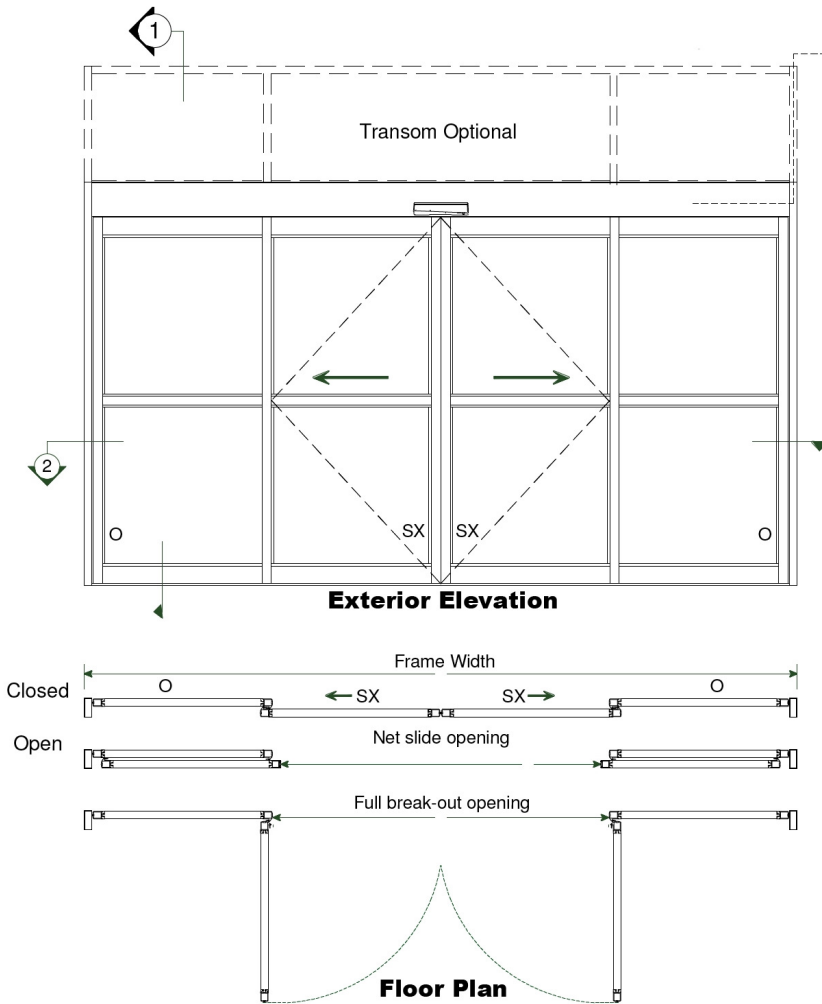 1
Transom Optional
2
SX SX
O O
Exterior Elevation
Frame Width
Closed
O SX SX O
Open
Net slide opening
Full break-out opening
Floor Plan